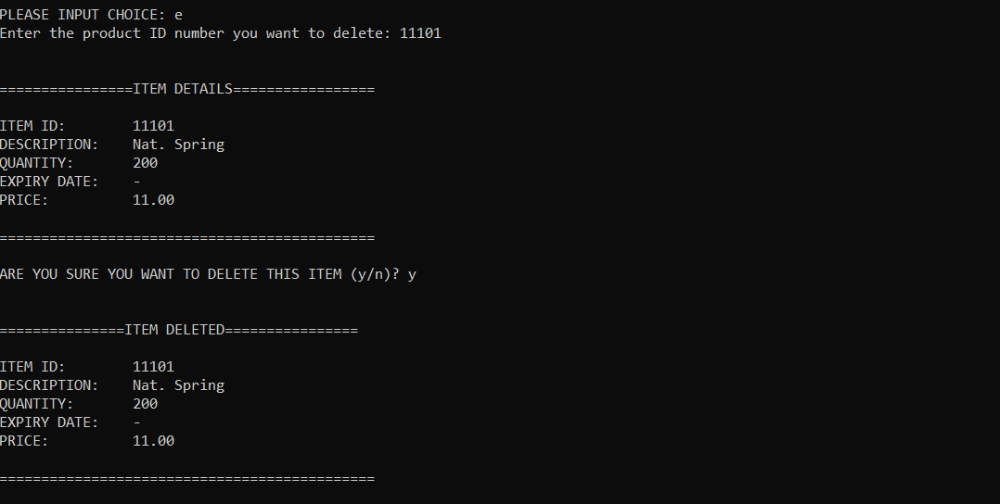 PLEASE INPUT CHOICE: e
Enter the product ID number you want to delete: 11101
================ITEM DETAILS=================
ITEM ID:        11101
DESCRIPTION:    Nat. Spring
QUANTITY:       200
EXPIRY DATE:    -
PRICE:          11.00
=============================================
ARE YOU SURE YOU WANT TO DELETE THIS ITEM (y/n)? y
===============ITEM DELETED================
ITEM ID:        11101
DESCRIPTION:    Nat. Spring
QUANTITY:       200
EXPIRY DATE:    -
PRICE:          11.00
=============================================